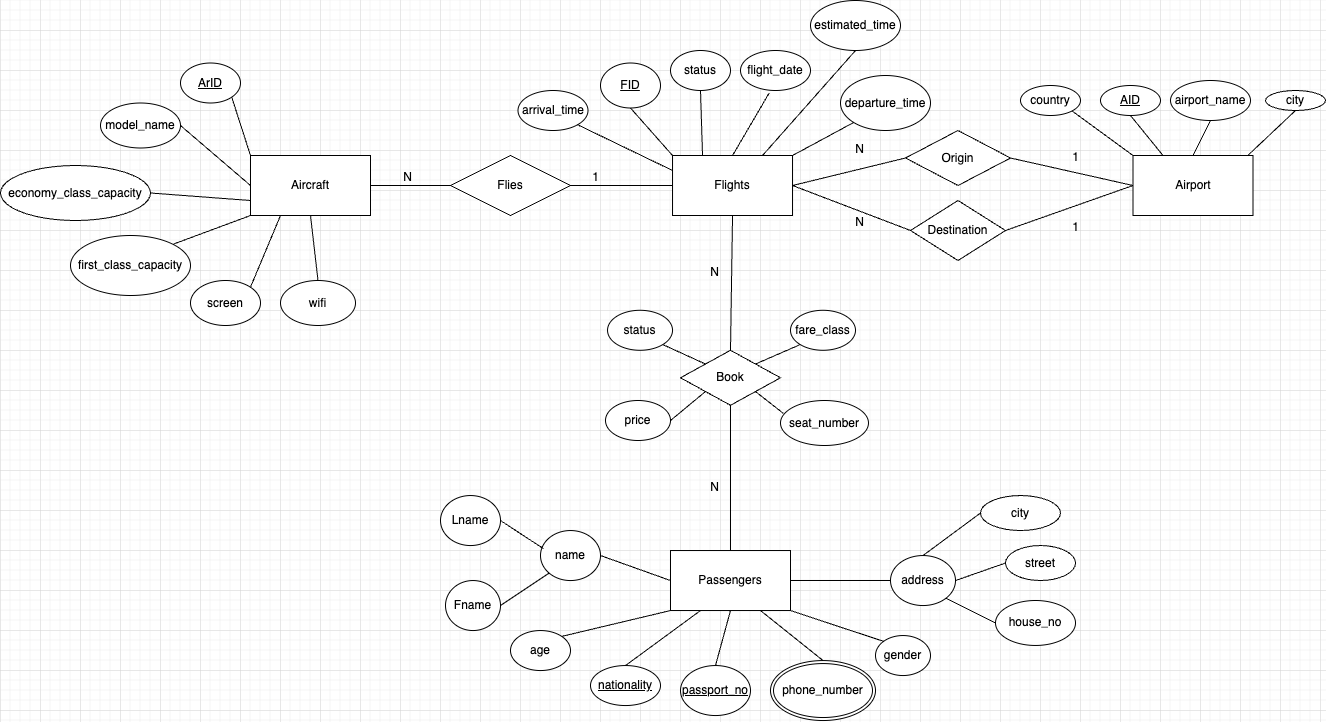 estimated_time
ArID
FID
status
flight_date
arrival_time
departure_time
country
AID
airport_name
city
model_name
economy_class_capacity
first_class_capacity
screen
wifi
Aircraft
N
Flies
1
Flights
N
Origin
1
N
Destination
1
Airport
N
status
fare_class
Book
price
seat_number
N
Lname
name
Fname
Passengers
address
city
street
house_no
age
nationality
passport_no
phone_number
gender